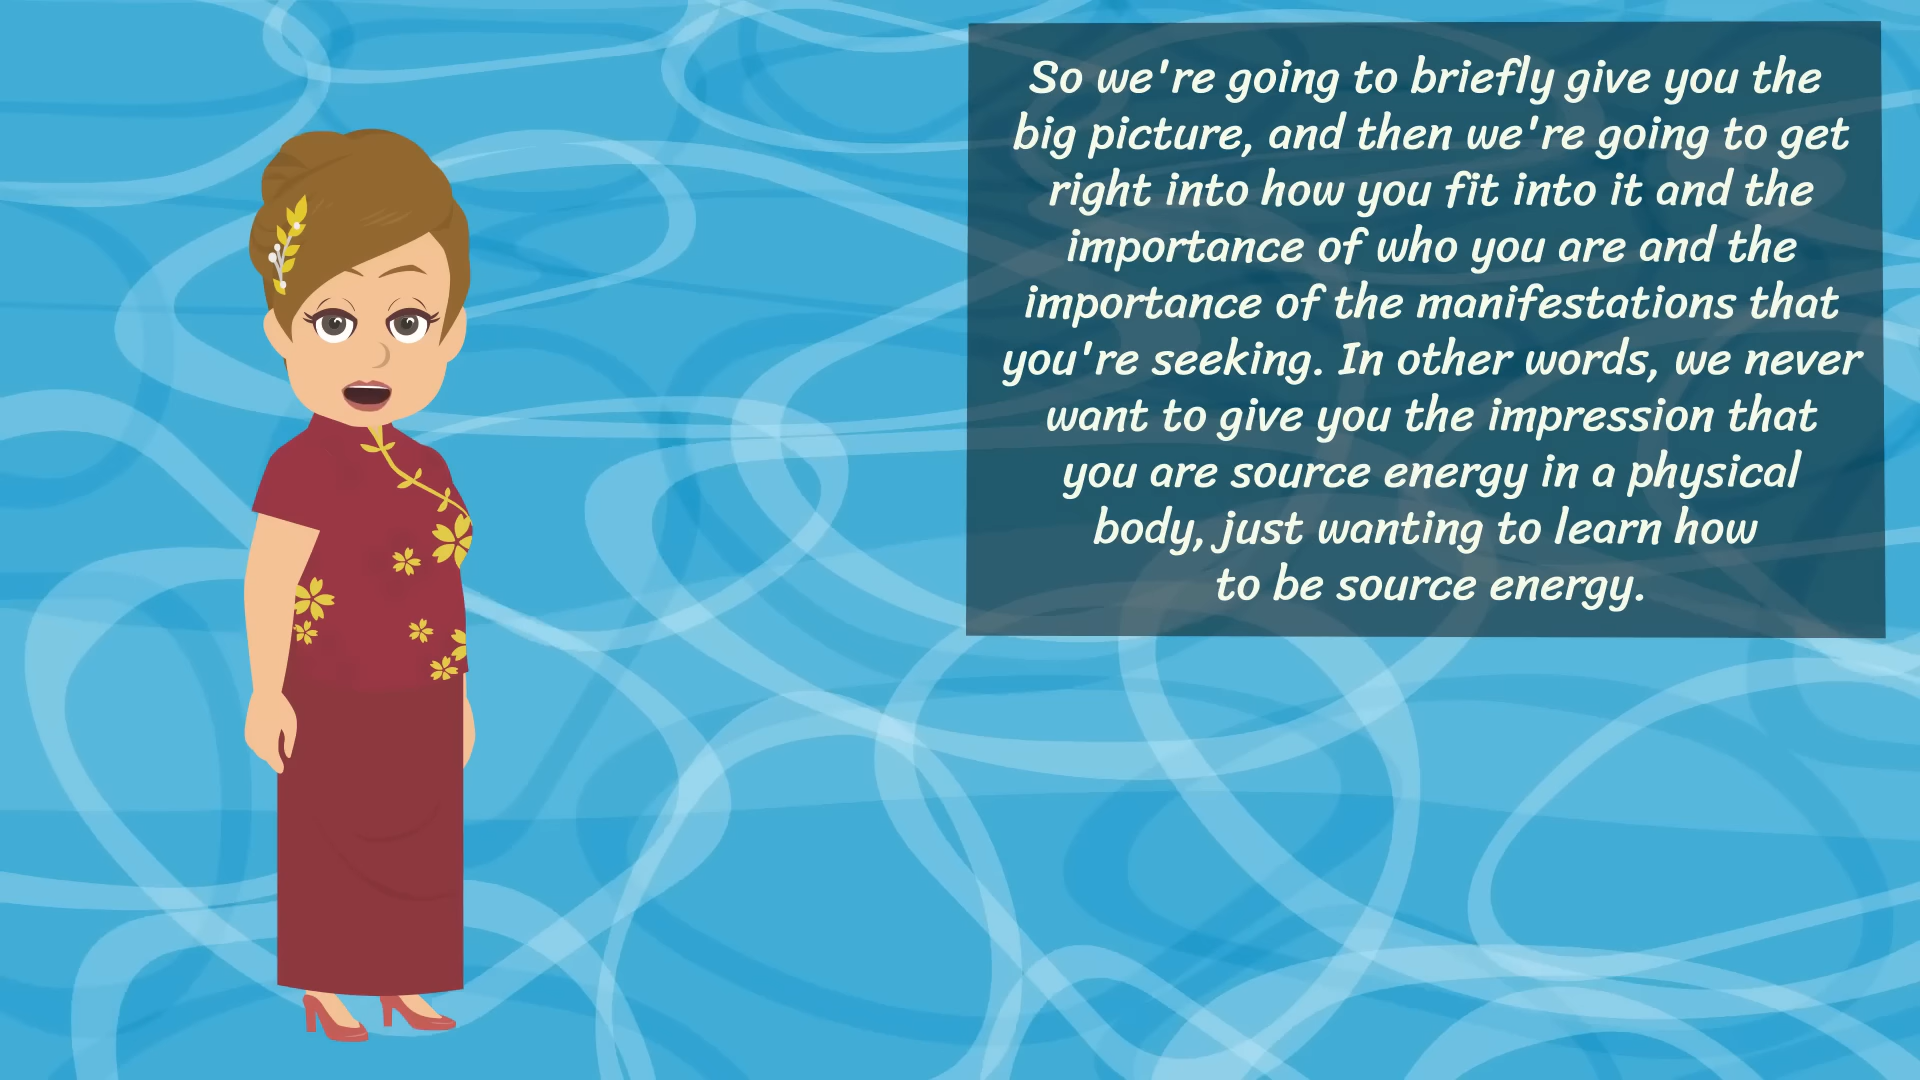 So we're going to briefly give you the
big picture, and then we're going to get
right into how you fit into it and the
importance of who you are and the
importance of the manifestations that
you're seeking. In other words, we never
want to give you the impression that
you are source energy in a physical
body, just wanting to learn how
to be source energy.